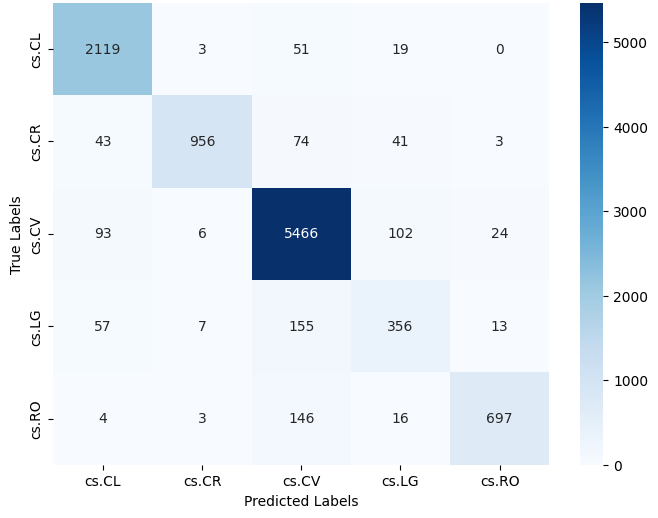 cs.CL 2119 3 51 19 0
cs.CR 43 956 74 41 3
cs.CV 93 6 5466 102 24
cs.LG 57 7 155 356 13
cs.RO 4 3 146 16 697
cs.CL cs.CR cs.CV cs.LG cs.RO
Predicted Labels
True Labels
5000
4000
3000
2000
1000
0